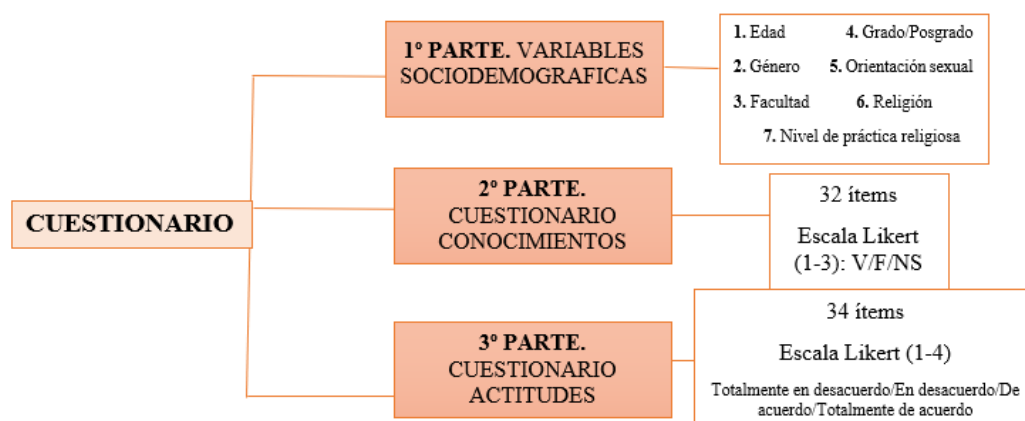 CUESTIONARIO
1º PARTE. VARIABLES
SOCIODEMOGRAFICAS
1. Edad 4. Grado/Posgrado
2. Género 5. Orientación sexual
3. Facultad 6. Religión
7. Nivel de práctica religiosa
2º PARTE.
CUESTIONARIO
CONOCIMIENTOS
32 ítems
Escala Likert
(1-3): V/F/NS
3º PARTE.
CUESTIONARIO
ACTITUDES
34 ítems
Escala Likert (1-4)
Totalmente en desacuerdo/En desacuerdo/De
acuerdo/Totalmente de acuerdo